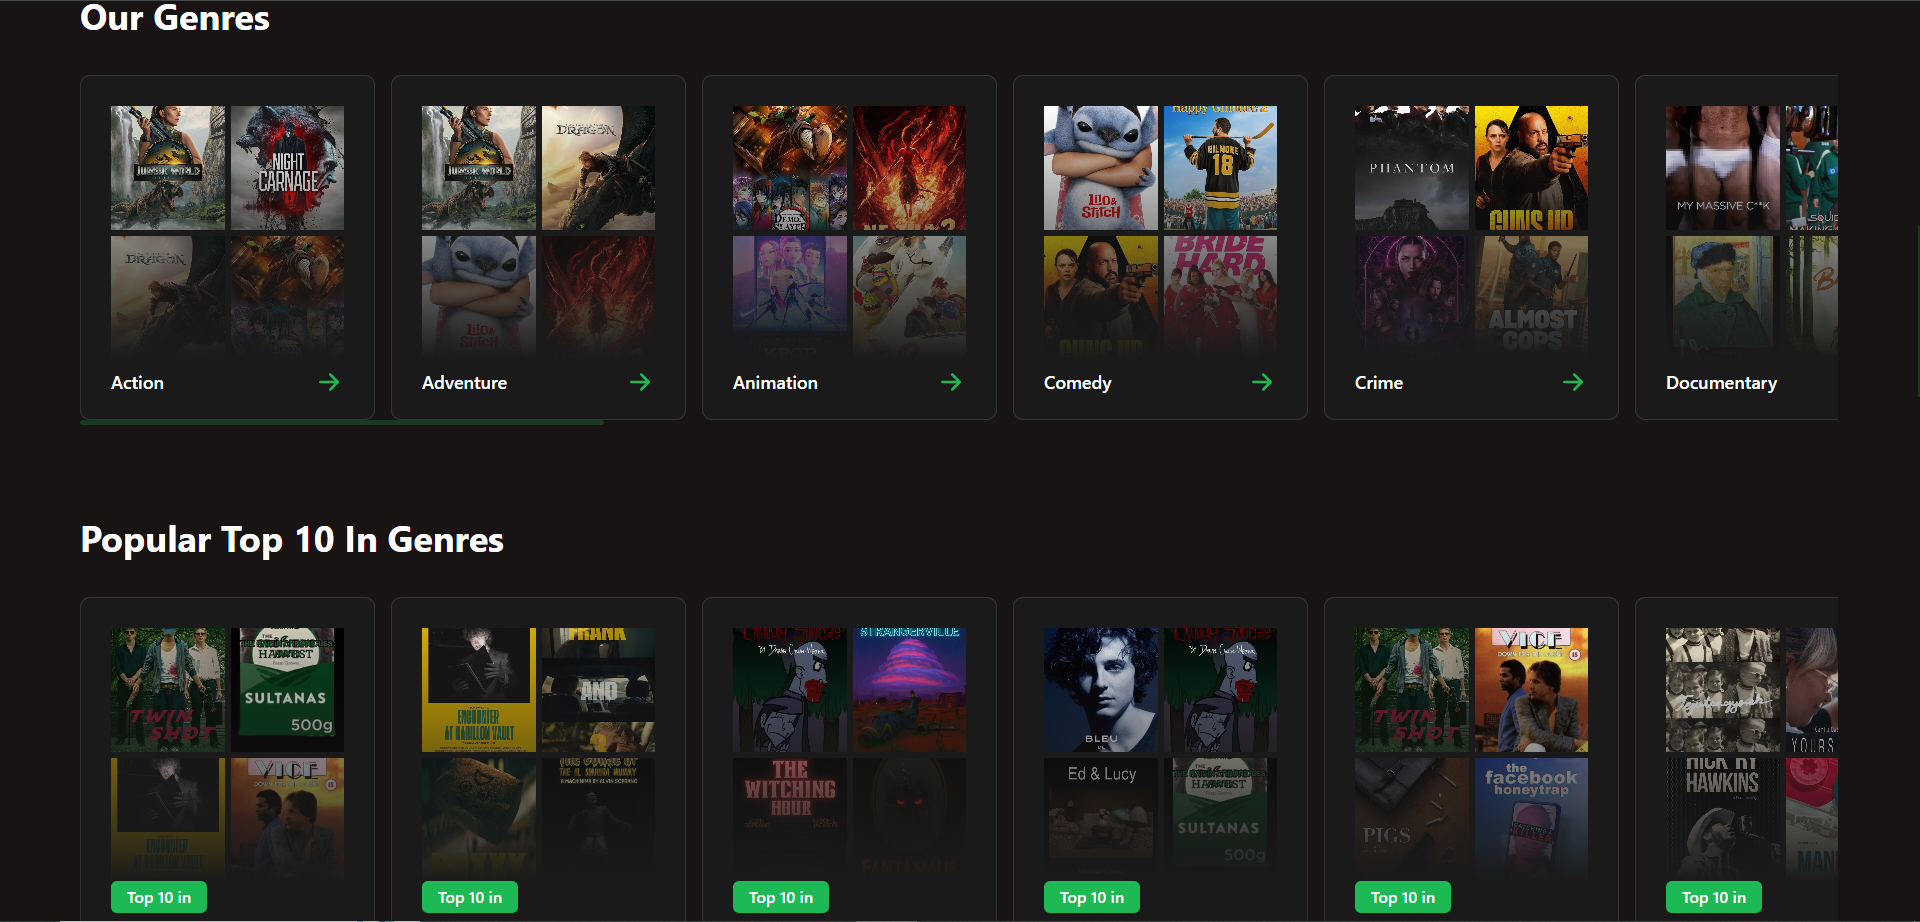 Our Genres
JURASSIC WORLD
NIGHT
CARNAGE
DRAGON
Action
JURASSIC WORLD
DRAGON
Lilo &
Stitch
Adventure
DEMON
SLAYER
Animation
Lilo &
Stitch
Happy Gilmore 2
GILMORE
18
GUNS UP
BRIDE
HARD
Comedy
PHANTOM
GUNS UP
ALMOST
COPS
Crime
MY MASSIVE C**K
Documentary
Popular Top 10 In Genres
TWIN
SHOT
THE
HARVEST
SULTANAS
500g
ENCOUNTER
AT BARILLON VAULT
VICE
Top 10 in
ENCOUNTER
AT BARILLON VAULT
FRANK
AND
Top 10 in
STRANGERVILLE
THE
WITCHING
HOUR
Top 10 in
BLEU
Ed & Lucy
HARVEST
SULTANAS
500g
Top 10 in
TWIN
SHOT
VICE
PIGS
the
facebook
honeytrap
Top 10 in
YOURS
HAWKINS
Top 10 in